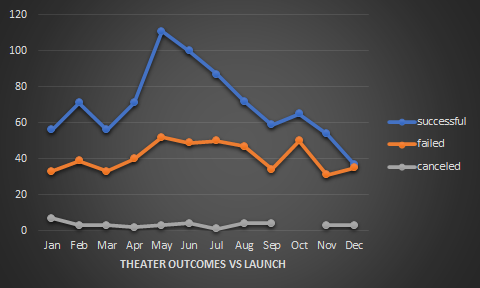 120
100
80
60
40
20
0
Jan Feb Mar Apr May Jun Jul Aug Sep Oct Nov Dec
THEATER OUTCOMES VS LAUNCH
successful
failed
canceled